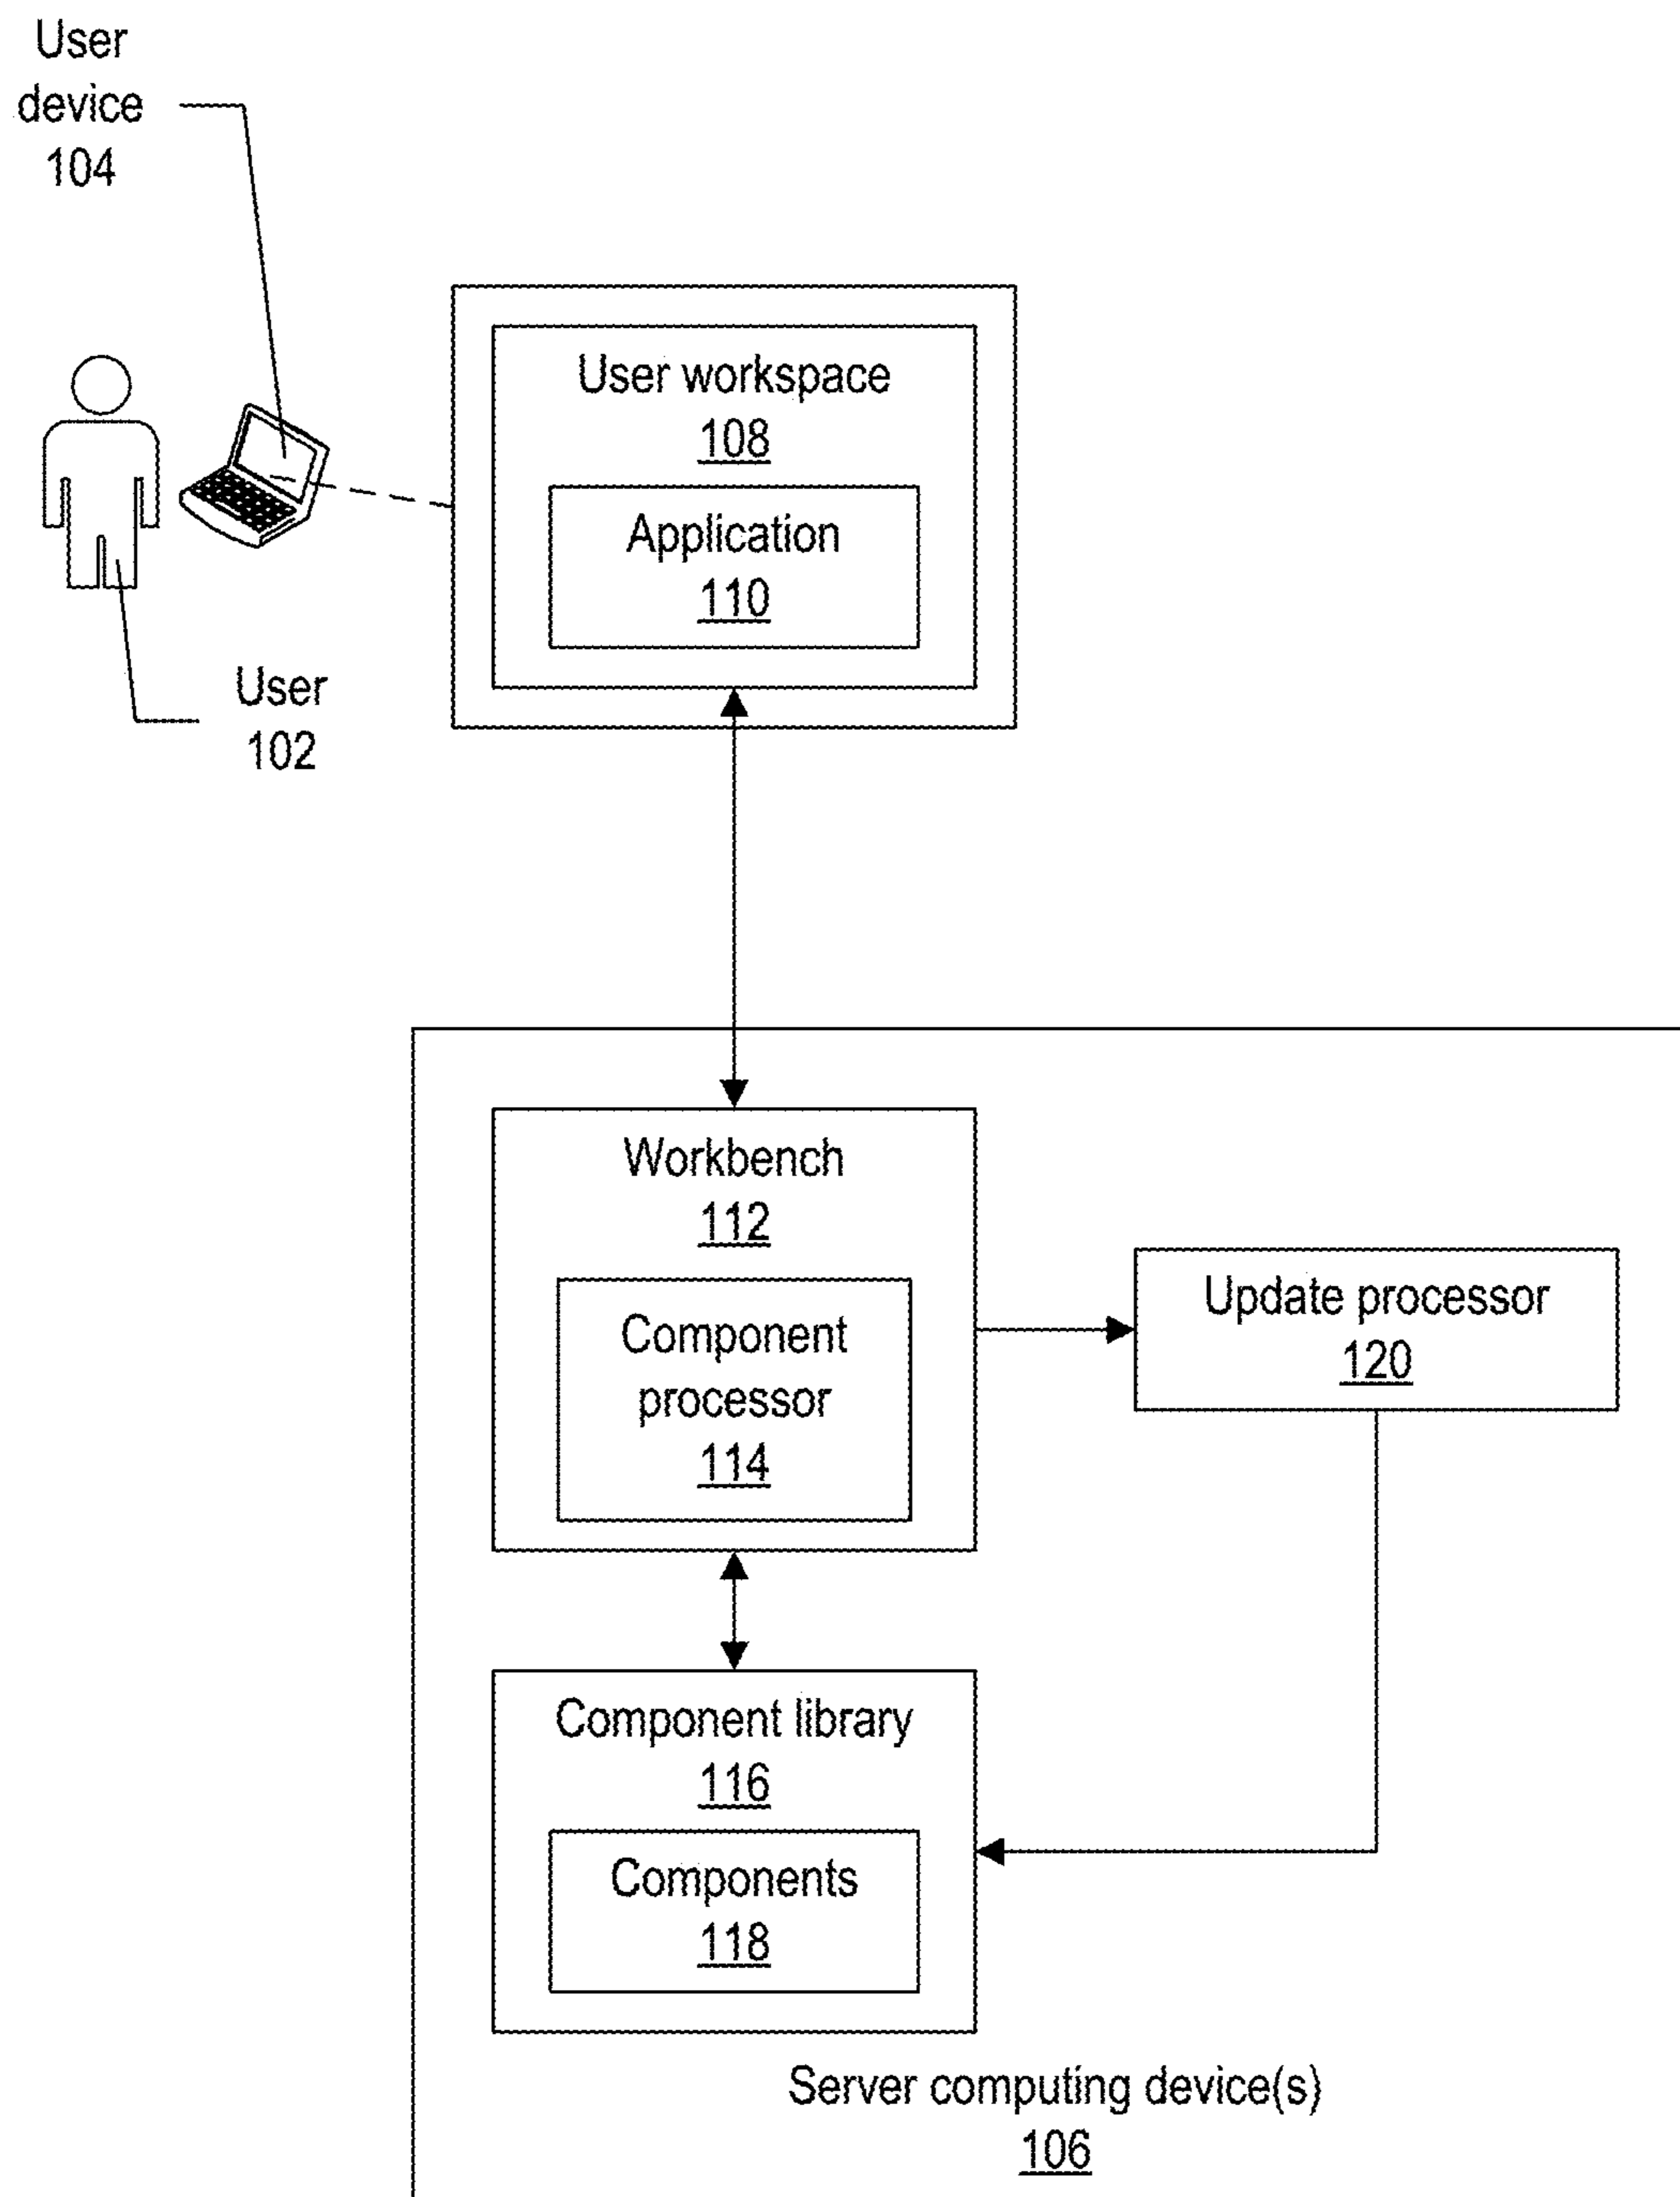 User
device
104
User workspace
108
Application
110
User
102
Workbench
112
Component
processor
114
Update processor
120
Component library
116
Components
118
Server computing device(s)
106